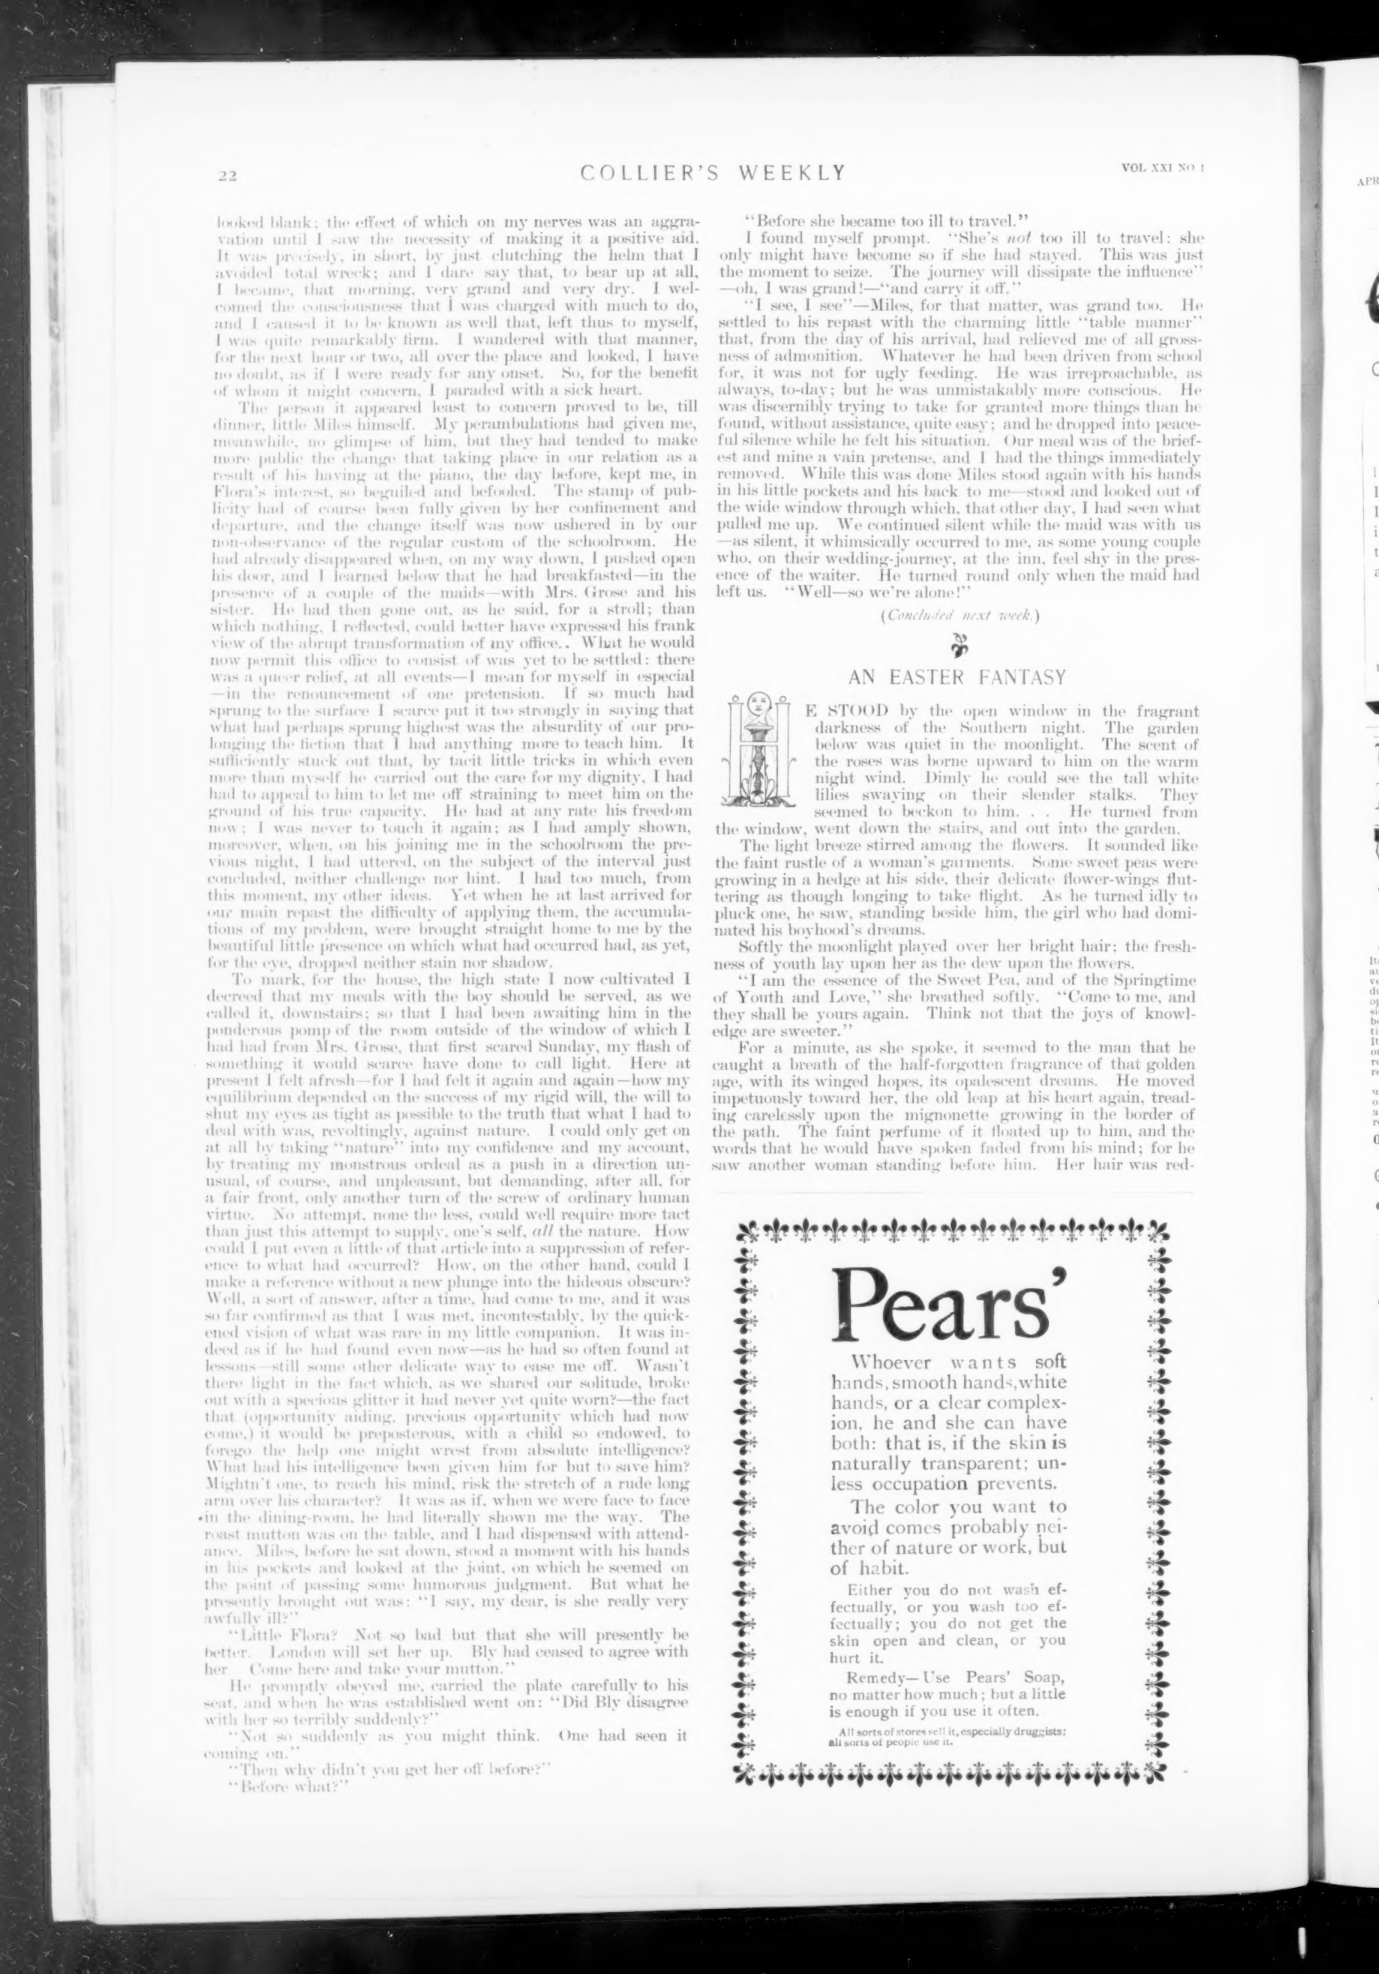 22
COLLIER'S WEEKLY
VOL XXI NO 1
looked blank; the effect of which on my nerves was an aggra-
vation until I saw the necessity of making it a positive aid.
It was precisely, in short, by just clutching the helm that I
avoided total wreck; and I dare say that, to bear up at all,
I became, that morning, very grand and very dry. I wel-
comed the consciousness that I was charged with much to do,
and I caused it to be known as well that, left thus to myself,
I was quite remarkably firm. I wandered with that manner,
for the next hour or two, all over the place and looked, I have
no doubt, as if I were ready for any onset. So, for the benefit
of whom it might concern, I paraded with a sick heart.
The person it appeared least to concern proved to be, till
dinner, little Miles himself. My perambulations had given me,
meanwhile, no glimpse of him, but they had tended to make
more public the change that taking place in our relation as a
result of his having at the piano, the day before, kept me, in
Flora's interest, so beguiled and befooled. The stamp of pub-
licity had of course been fully given by her confinement and
departure, and the change itself was now ushered in by our
non-observance of the regular custom of the schoolroom. He
had already disappeared when, on my way down, I pushed open
his door, and I learned below that he had breakfasted—in the
presence of a couple of the maids—with Mrs. Grose and his
sister. He had then gone out, as he said, for a stroll; than
which nothing, I reflected, could better have expressed his frank
view of the abrupt transformation of my office.. What he would
now permit this office to consist of was yet to be settled: there
was a queer relief, at all events—I mean for myself in especial
—in the renouncement of one pretension. If so much had
sprung to the surface I scarce put it too strongly in saying that
what had perhaps sprung highest was the absurdity of our pro-
longing the fiction that I had anything more to teach him. It
sufficiently stuck out that, by tacit little tricks in which even
more than myself he carried out the care for my dignity, I had
had to appeal to him to let me off straining to meet him on the
ground of his true capacity. He had at any rate his freedom
now; I was never to touch it again; as I had amply shown,
moreover, when, on his joining me in the schoolroom the pre-
vious night, I had uttered, on the subject of the interval just
concluded, neither challenge nor hint. I had too much, from
this moment, my other ideas. Yet when he at last arrived for
our main repast the difficulty of applying them, the accumula-
tions of my problem, were brought straight home to me by the
beautiful little presence on which what had occurred had, as yet,
for the eye, dropped neither stain nor shadow.
To mark, for the house, the high state I now cultivated I
decreed that my meals with the boy should be served, as we
called it, downstairs; so that I had been awaiting him in the
ponderous pomp of the room outside of the window of which I
had had from Mrs. Grose, that first scared Sunday, my flash of
something it would scarce have done to call light. Here at
present I felt afresh—for I had felt it again and again—how my
equilibrium depended on the success of my rigid will, the will to
shut my eyes as tight as possible to the truth that what I had to
deal with was, revoltingly, against nature. I could only get on
at all by taking "nature" into my confidence and my account,
by treating my monstrous ordeal as a push in a direction un-
usual, of course, and unpleasant, but demanding, after all, for
a fair front, only another turn of the screw of ordinary human
virtue. No attempt, none the less, could well require more tact
than just this attempt to supply, one's self, all the nature. How
could I put even a little of that article into a suppression of refer-
ence to what had occurred? How, on the other hand, could I
make a reference without a new plunge into the hideous obscure?
Well, a sort of answer, after a time, had come to me, and it was
so far confirmed as that I was met, incontestably, by the quick-
ened vision of what was rare in my little companion. It was in-
deed as if he had found even now—as he had so often found at
lessons—still some other delicate way to ease me off. Wasn't
there light in the fact which, as we shared our solitude, broke
out with a specious glitter it had never yet quite worn?—the fact
that (opportunity aiding, precious opportunity which had now
come,) it would be preposterous, with a child so endowed, to
forego the help one might wrest from absolute intelligence?
What had his intelligence been given him for but to save him?
Mightn't one, to reach his mind, risk the stretch of a rude long
arm over his character? It was as if, when we were face to face
in the dining-room, he had literally shown me the way. The
roast mutton was on the table, and I had dispensed with attend-
ance. Miles, before he sat down, stood a moment with his hands
in his pockets and looked at the joint, on which he seemed on
the point of passing some humorous judgment. But what he
presently brought out was: "I say, my dear, is she really very
awfully ill?"
"Little Flora? Not so bad but that she will presently be
better. London will set her up. Bly had ceased to agree with
her Come here and take your mutton."
He promptly obeyed me, carried the plate carefully to his
seat, and when he was established went on: "Did Bly disagree
with her so terribly suddenly?"
"Not so suddenly as you might think. One had seen it
coming on."
"Then why didn't you get her off before?"
"Before what?"
"Before she became too ill to travel."
I found myself prompt. "She's not too ill to travel: she
only might have become so if she had stayed. This was just
the moment to seize. The journey will dissipate the influence"
—oh, I was grand!—"and carry it off."
"I see, I see"—Miles, for that matter, was grand too. He
settled to his repast with the charming little "table manner"
that, from the day of his arrival, had relieved me of all gross-
ness of admonition. Whatever he had been driven from school
for, it was not for ugly feeding. He was irreproachable, as
always, to-day; but he was unmistakably more conscious. He
was discernibly trying to take for granted more things than he
found, without assistance, quite easy; and he dropped into peace-
ful silence while he felt his situation. Our meal was of the brief-
est and mine a vain pretense, and I had the things immediately
removed. While this was done Miles stood again with his hands
in his little pockets and his back to me—stood and looked out of
the wide window through which, that other day, I had seen what
pulled me up. We continued silent while the maid was with us
—as silent, it whimsically occurred to me, as some young couple
who, on their wedding-journey, at the inn, feel shy in the pres-
ence of the waiter. He turned round only when the maid had
left us. "Well—so we're alone!"
(Concluded next week.)
AN EASTER FANTASY
HE STOOD by the open window in the fragrant
darkness of the Southern night. The garden
below was quiet in the moonlight. The scent of
the roses was borne upward to him on the warm
night wind. Dimly he could see the tall white
lilies swaying on their slender stalks. They
seemed to beckon to him. . . He turned from
the window, went down the stairs, and out into the garden.
The light breeze stirred among the flowers. It sounded like
the faint rustle of a woman's garments. Some sweet peas were
growing in a hedge at his side, their delicate flower-wings flut-
tering as though longing to take flight. As he turned idly to
pluck one, he saw, standing beside him, the girl who had domi-
nated his boyhood's dreams.
Softly the moonlight played over her bright hair; the fresh-
ness of youth lay upon her as the dew upon the flowers.
"I am the essence of the Sweet Pea, and of the Springtime
of Youth and Love," she breathed softly. "Come to me, and
they shall be yours again. Think not that the joys of knowl-
edge are sweeter."
For a minute, as she spoke, it seemed to the man that he
caught a breath of the half-forgotten fragrance of that golden
age, with its winged hopes, its opalescent dreams. He moved
impetuously toward her, the old leap at his heart again, tread-
ing carelessly upon the mignonette growing in the border of
the path. The faint perfume of it floated up to him, and the
words that he would have spoken faded from his mind; for he
saw another woman standing before him. Her hair was red-
Pears'
Whoever wants soft
hands, smooth hands, white
hands, or a clear complex-
ion, he and she can have
both: that is, if the skin is
naturally transparent; un-
less occupation prevents.
The color you want to
avoid comes probably nei-
ther of nature or work, but
of habit.
Either you do not wash ef-
fectually, or you wash too ef-
fectually; you do not get the
skin open and clean, or you
hurt it.
Remedy—Use Pears' Soap,
no matter how much; but a little
is enough if you use it often.
All sorts of stores sell it, especially druggists;
all sorts of people use it.